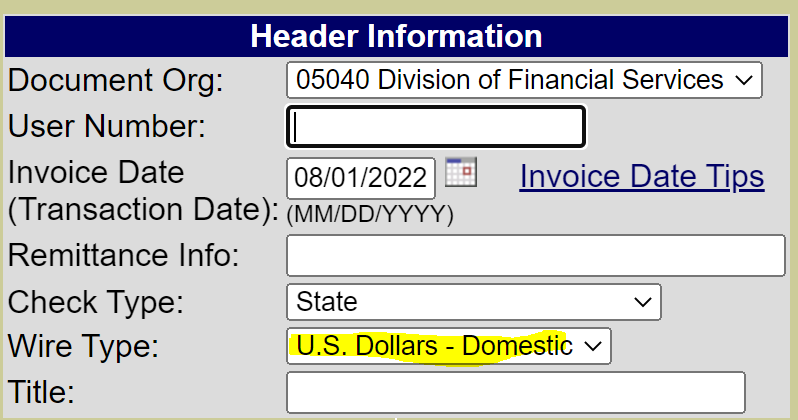 Header Information
Document Org: 05040 Division of Financial Services
User Number:
Invoice Date 08/01/2022 Invoice Date Tips
(Transaction Date): (MM/DD/YYYY)
Remittance Info:
Check Type: State
Wire Type: U.S. Dollars - Domestic
Title: